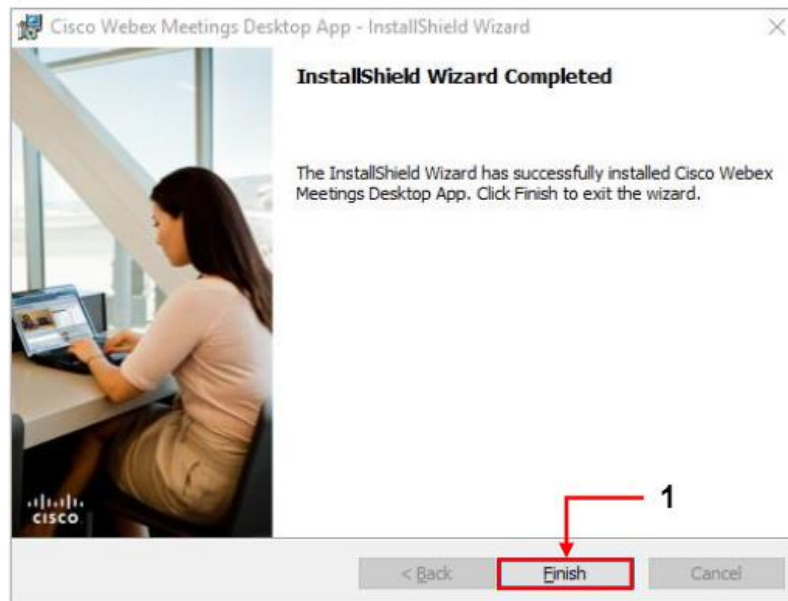 Cisco Webex Meetings Desktop App - InstallShield Wizard
InstallShield Wizard Completed
The InstallShield Wizard has successfully installed Cisco Webex
Meetings Desktop App. Click Finish to exit the wizard.
CISCO
1
< Back
Finish
Cancel